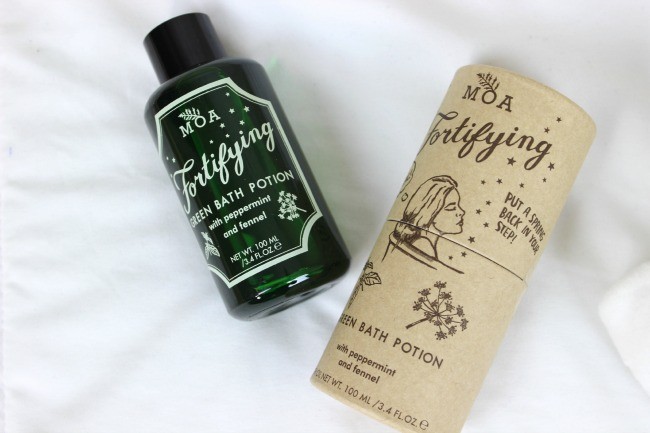 MOA
Fortifying
GREEN BATH POTION
with peppermint
and fennel
NET WT. 100 ML
/3.4 FL.OZ.℮
MOA
Fortifying
PUT A SPRING
BACK IN YOUR
STEP!
GREEN BATH POTION
with peppermint
and fennel
NET WT. 100 ML / 3.4 FL.OZ.℮